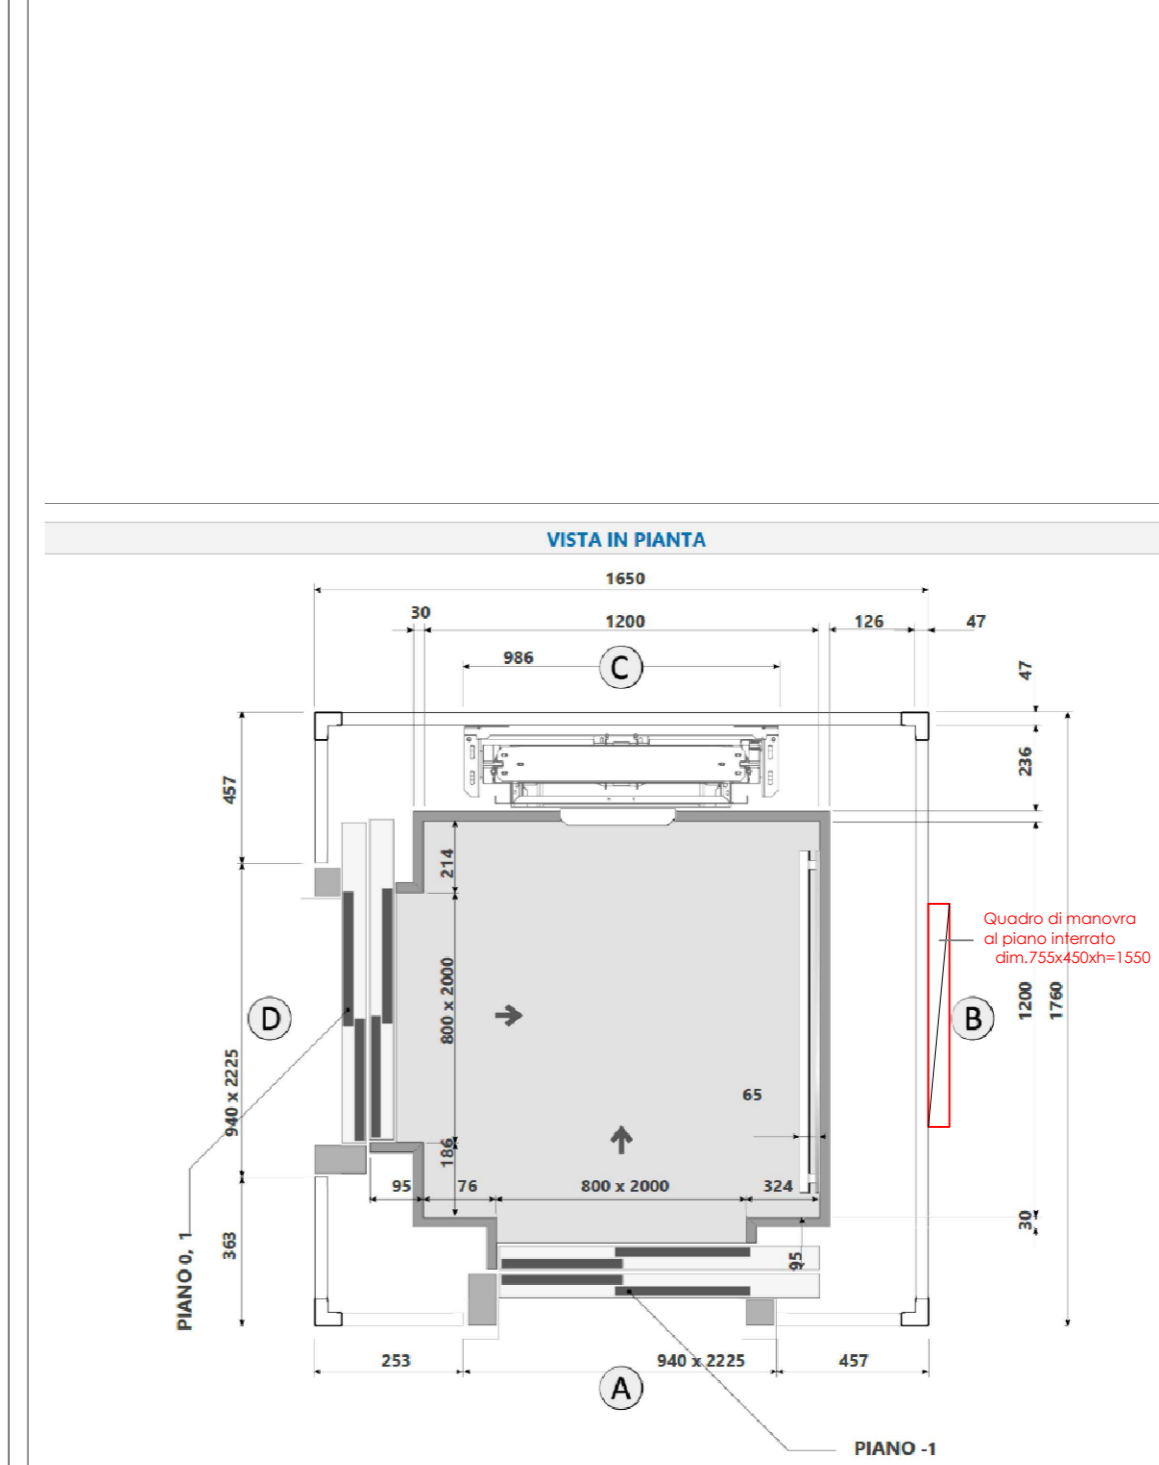 VISTA IN PIANTA
1650
30
1200
126
47
986
C
47
457
236
214
Quadro di manovra
al piano interrato
dim.755x450xh=1550
800 x 2000
1200
1760
D
B
940 x 2225
65
186
95
76
800 x 2000
324
30
363
95
PIANO 0, 1
253
940 x 2225
457
A
PIANO -1